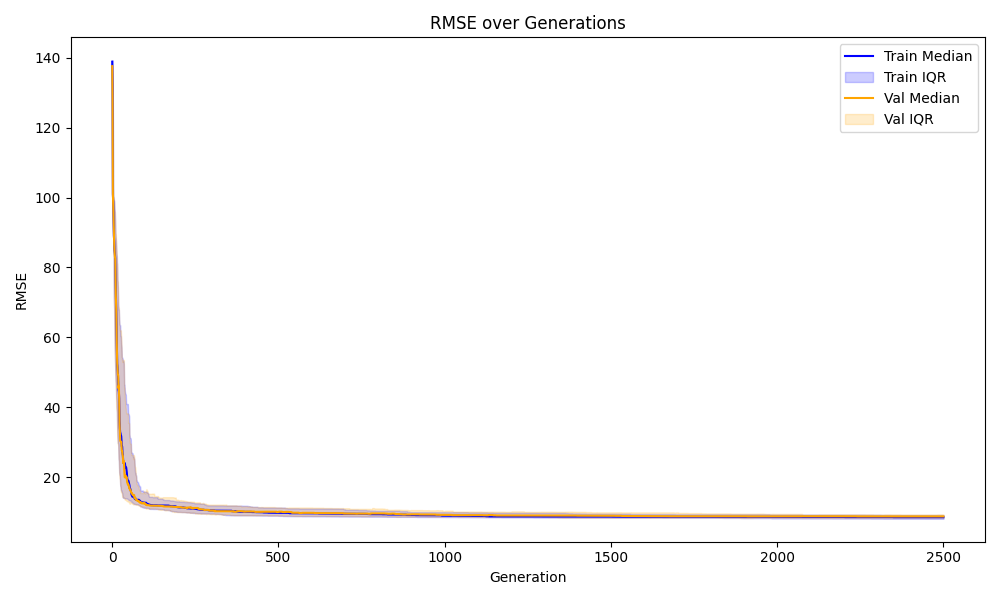 RMSE over Generations
Train Median
Train IQR
Val Median
Val IQR
RMSE
140
120
100
80
60
40
20
0
500
1000
1500
2000
2500
Generation